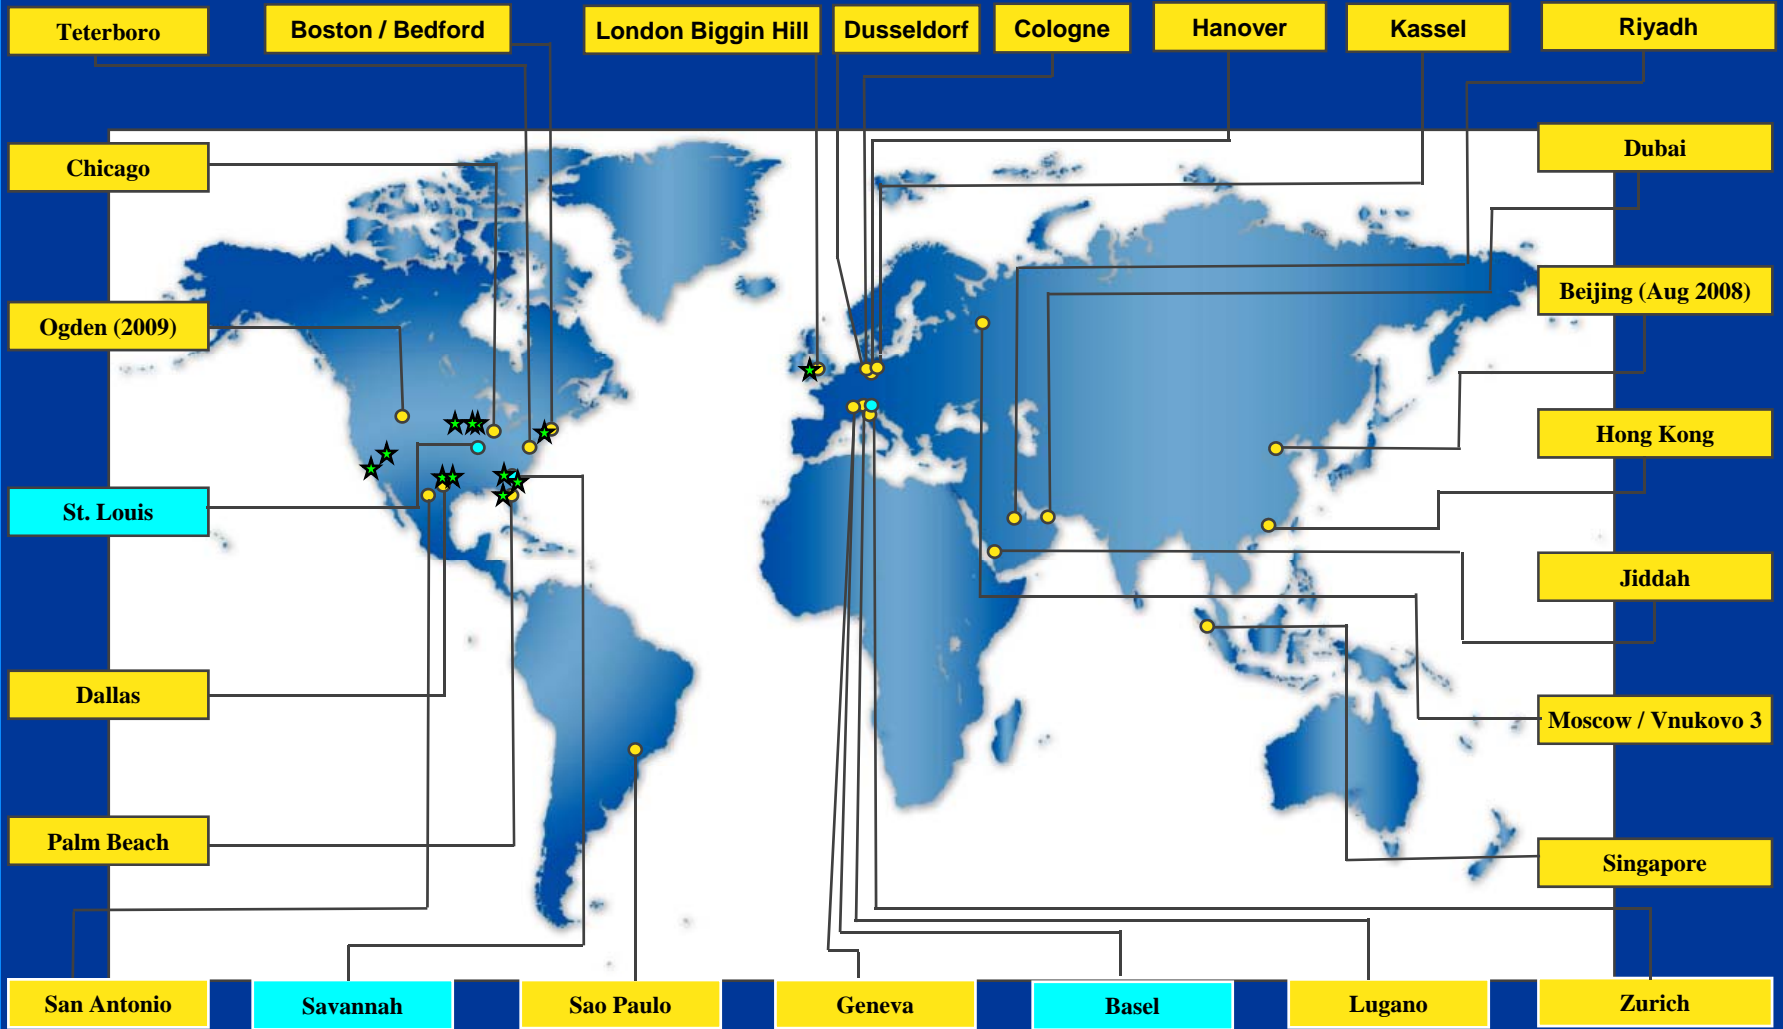 Teterboro
Boston / Bedford
London Biggin Hill
Dusseldorf
Cologne
Hanover
Kassel
Riyadh
Chicago
Dubai
Ogden (2009)
Beijing (Aug 2008)
Hong Kong
St. Louis
Jiddah
Dallas
Moscow / Vnukovo 3
Palm Beach
Singapore
San Antonio
Savannah
Sao Paulo
Geneva
Basel
Lugano
Zurich